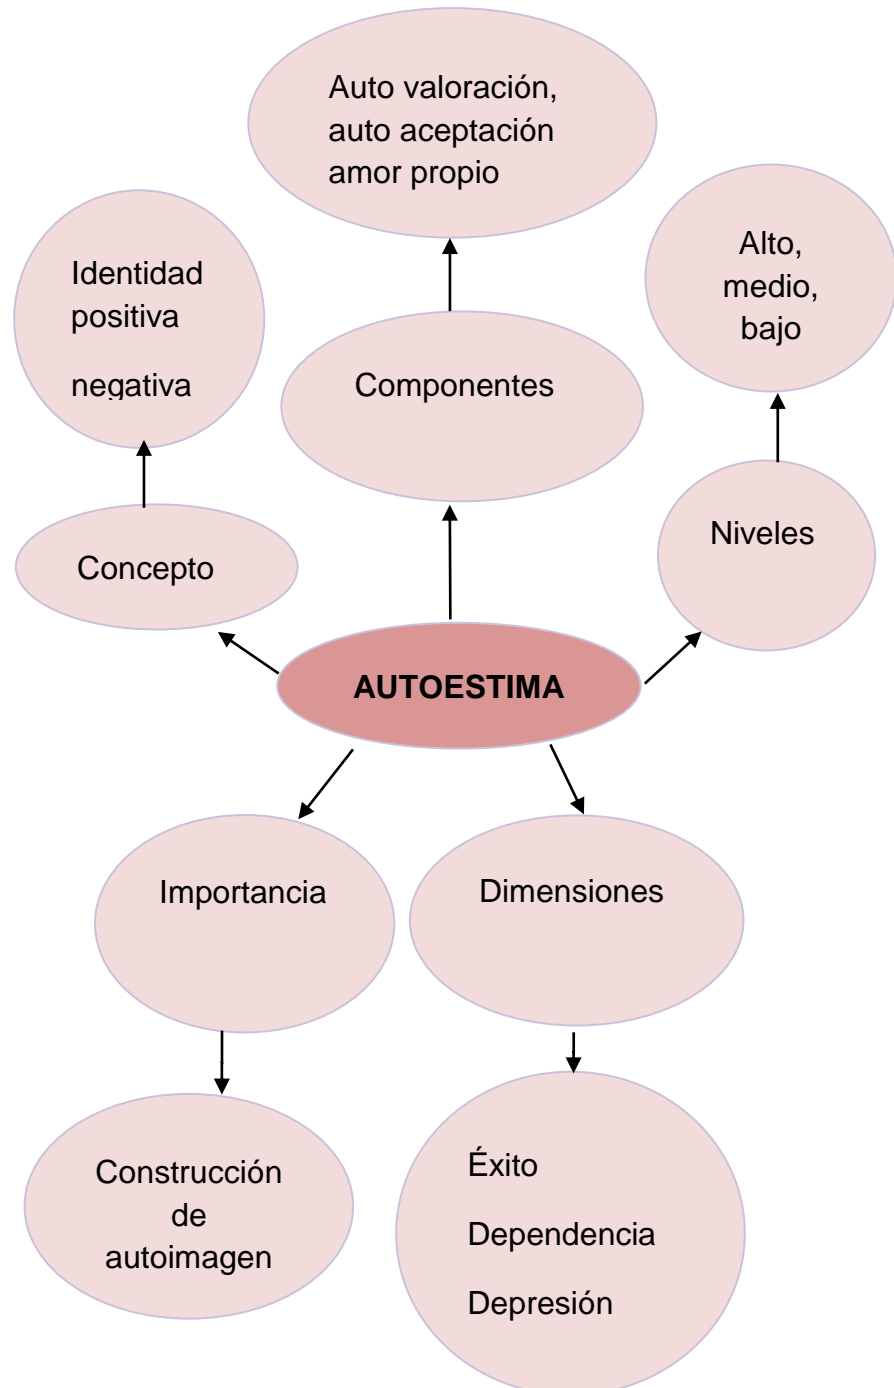 Auto valoración,
auto aceptación
amor propio
Identidad
positiva
negativa
Alto,
medio,
bajo
Componentes
Concepto
Niveles
AUTOESTIMA
Importancia
Dimensiones
Construcción
de
autoimagen
Éxito
Dependencia
Depresión